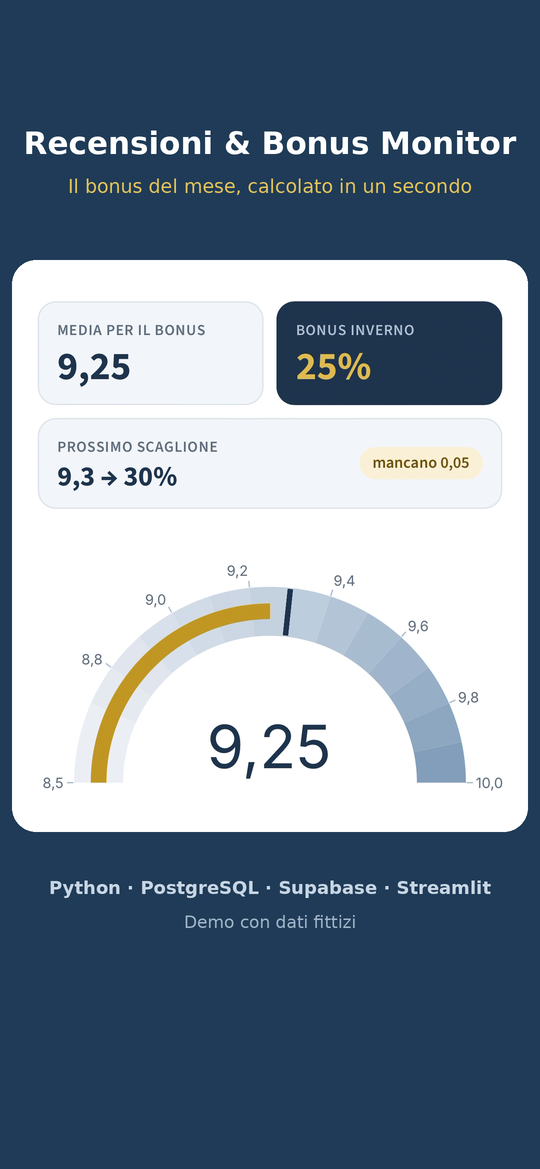 Recensioni & Bonus Monitor
Il bonus del mese, calcolato in un secondo
MEDIA PER IL BONUS
9,25
BONUS INVERNO
25%
PROSSIMO SCAGLIONE
9,3 → 30%
mancano 0,05
8,5
8,8
9,0
9,2
9,4
9,6
9,8
10,0
9,25
Python · PostgreSQL · Supabase · Streamlit
Demo con dati fittizi